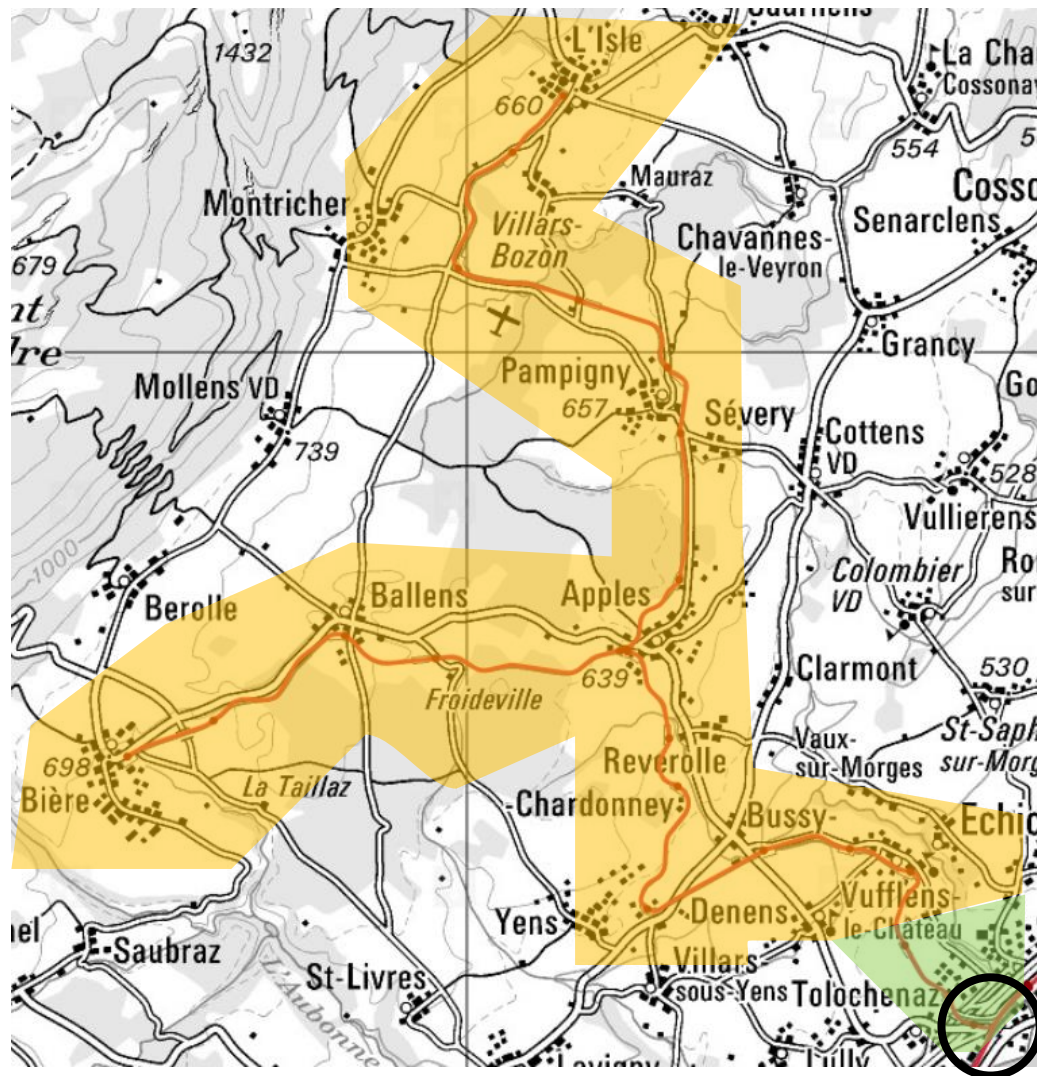 1432
L'Isle
La Cha
Cossonay
660
554
Mauraz
Cosso
Montricher
Senarclens
Villars-
Bozon
Chavannes-
le-Veyron
679
Grancy
Pampigny
Mollens VD
657
Sévery
Cottens
VD
739
528
Vullierens
1000
Colombier
VD
Berolle
Ballens
Apples
Clarmont
639
530
Froideville
St-Saph
sur-Morg
Vaux-
sur-Morges
698
Reverolle
La Taillaz
Bière
-Chardonney
Bussy-
Echic
Yens
Denens
Vufflens-
le-Château
Saubraz
St-Livres
Villars
sous-Yens
Tolochenaz
L'Aubonne
Lavigny
Lully